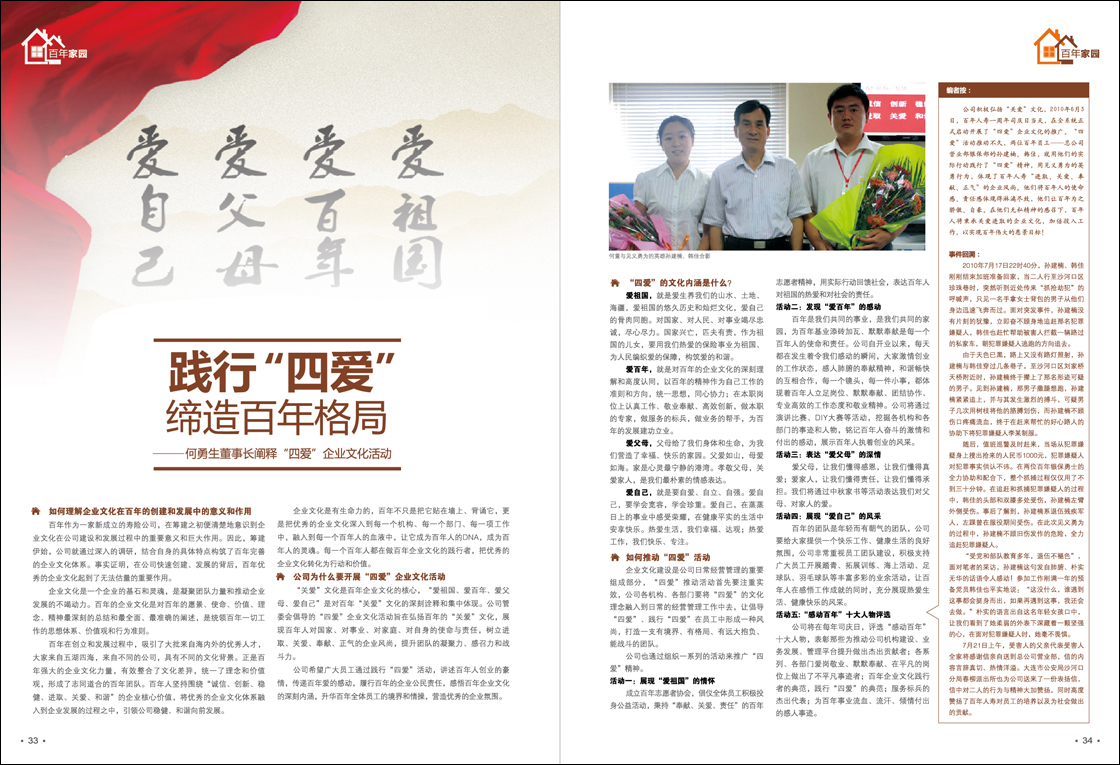 百年家园
爱祖国
爱百年
爱父母
爱自己
践行“四爱”
缔造百年格局
——何勇生董事长阐释“四爱”企业文化活动
如何理解企业文化在百年的创建和发展中的意义和作用
百年作为一家新成立的寿险公司，在筹建之初便清楚地意识到企
业文化在公司建设和发展过程中的重要意义和巨大作用。因此，筹建
伊始，公司就通过深入的调研，结合自身的具体特点构筑了百年完善
的企业文化体系。事实证明，在公司快速创建、发展的背后，百年优
秀的企业文化起到了无法估量的重要作用。
企业文化是一个企业的基石和灵魂，是凝聚团队力量和推动企业
发展的不竭动力。百年的企业文化是对百年的愿景、使命、价值、理
念、精神最深刻的总结和最全面、最准确的阐述，是统领百年一切工
作的思想体系、价值观和行为准则。
百年在创立和发展过程中，吸引了大批来自海内外的优秀人才，
大家来自五湖四海，来自不同的公司，具有不同的文化背景。正是百
年强大的企业文化力量，有效整合了文化差异，统一了理念和价值
观，形成了志同道合的百年团队。百年人坚持围绕“诚信、创新、稳
健、进取、关爱、和谐”的企业核心价值，将优秀的企业文化体系融
入到企业发展的过程之中，引领公司稳健、和谐向前发展。
企业文化是有生命力的，百年不只是把它贴在墙上、背诵它，更
是把优秀的企业文化深入到每一个机构、每一个部门、每一项工作
中，融入到每一个百年人的血液中，让它成为百年人的DNA，成为百
年人的灵魂。每一个百年人都在做百年企业文化的践行者，把优秀的
企业文化转化为行动和价值。
公司为什么要开展“四爱”企业文化活动
“关爱”文化是百年企业文化的核心，“爱祖国、爱百年、爱父
母、爱自己”是对百年“关爱”文化的深刻诠释和集中体现。公司管
委会倡导的“四爱”企业文化活动旨在弘扬百年的“关爱”文化，展
现百年人对国家、对事业、对家庭、对自身的使命与责任，树立进
取、关爱、奉献、正气的企业风尚，提升团队的凝聚力、感召力和战
斗力。
公司希望广大员工通过践行“四爱”活动，讲述百年人创业的豪
情，传递百年爱的感动，履行百年的企业公民责任，感悟百年企业文化
的深刻内涵，升华百年全体员工的境界和情操，营造优秀的企业氛围。
33
百年家园
何董与见义勇为的英雄孙建楠、韩佳合影
“四爱”的文化内涵是什么？
爱祖国，就是爱生养我们的山水、土地、
海疆，爱祖国的悠久历史和灿烂文化，爱自己
的骨肉同胞。对国家、对人民、对事业竭尽忠
诚，尽心尽力。国家兴亡，匹夫有责，作为祖
国的儿女，要用我们热爱的保险事业为祖国、
为人民编织爱的保障，构筑爱的和谐。
爱百年，就是对百年的企业文化的深刻理
解和高度认同，以百年的精神作为自己工作的
准则和方向，统一思想，同心协力；在本职岗
位上认真工作、敬业奉献、高效创新，做本职
的专家，做服务的标兵，做业务的帮手，为百
年的发展建功立业。
爱父母，父母给了我们身体和生命，为我
们营造了幸福、快乐的家园。父爱如山，母爱
如海。家是心灵最宁静的港湾。孝敬父母，关
爱家人，是我们最朴素的情感表达。
爱自己，就是要自爱、自立、自强。爱自
己，要学会宽容，学会珍重。爱自己，在蒸蒸
日上的事业中感受荣耀，在健康平实的生活中
安享快乐。热爱生活，我们幸福、达观；热爱
工作，我们快乐、专注。
如何推动“四爱”活动
企业文化建设是公司日常经营管理的重要
组成部分，“四爱”推动活动首先要注重实
效，公司各机构、各部门要将“四爱”的文化
理念融入到日常的经营管理工作中去，让倡导
“四爱”、践行“四爱”在员工中形成一种风
尚，打造一支有境界、有格局、有远大抱负、
能战斗的团队。
公司也通过组织一系列的活动来推广“四
爱”精神。
活动一：展现“爱祖国”的情怀
成立百年志愿者协会，倡仪全体员工积极投
身公益活动，秉持“奉献、关爱、责任”的百年
志愿者精神，用实际行动回馈社会，表达百年人
对祖国的热爱和对社会的责任。
活动二：发现“爱百年”的感动
百年是我们共同的事业，是我们共同的家
园，为百年基业添砖加瓦、默默奉献是每一个
百年人的使命和责任。公司自开业以来，每天
都在发生着令我们感动的瞬间，大家激情创业
的工作状态，感人肺腑的奉献精神，和谐畅快
的互相合作，每一个镜头，每一件小事，都体
现着百年人立足岗位、默默奉献、团结协作、
专业高效的工作态度和敬业精神。公司将通过
演讲比赛、DIY大赛等活动，挖掘各机构和各
部门的事迹和人物，铭记百年人奋斗的激情和
付出的感动，展示百年人执着创业的风采。
活动三：表达“爱父母”的深情
爱父母，让我们懂得感恩，让我们懂得真
爱；爱家人，让我们懂得责任，让我们懂得承
担。我们将通过中秋家书等活动表达我们对父
母、对家人的爱。
活动四：展现“爱自己”的风采
百年的团队是年轻而有朝气的团队，公司
要给大家提供一个快乐工作、健康生活的良好
氛围，公司非常重视员工团队建设，积极支持
广大员工开展踏青、拓展训练、海上活动、足
球队、羽毛球队等丰富多彩的业余活动，让百
年人在感悟工作成就的同时，充分展现热爱生
活、健康快乐的风采。
活动五：“感动百年”十大人物评选
公司将在每年司庆日，评选“感动百年”
十大人物，表彰那些为推动公司机构建设、业
务发展、管理平台提升做出杰出贡献者；各系
列、各部门爱岗敬业、默默奉献、在平凡的岗
位上做出了不平凡事迹者；百年企业文化践行
者的典范，践行“四爱”的典范；服务标兵的
杰出代表；为百年事业流血、流汗、倾情付出
的感人事迹。
编者按：
公司积极弘扬“关爱”文化，2010年6月3
日，百年人寿一周年司庆日当天，在全系统正
式启动开展了“四爱”企业文化的推广。“四
爱”活动推动不久，两位百年员工——总公司
营业部银保部的孙建楠、韩佳，就用他们的实
际行动践行了“四爱”精神，用见义勇为的英
勇行为，体现了百年人寿“进取、关爱、奉
献、正气”的企业风尚，他们将百年人的使命
感、责任感体现得淋漓尽致，他们让百年为之
骄傲、自豪，在他们无私精神的感召下，百年
人将秉承关爱进取的企业文化，加倍投入工
作，以实现百年伟大的愿景目标！
事件回溯：
2010年7月17日22时40分，孙建楠、韩佳
刚刚结束加班准备回家，当二人行至沙河口区
珍珠巷时，突然听到近处传来“抓抢劫犯”的
呼喊声，只见一名手拿女士背包的男子从他们
身边迅速飞奔而过。面对突发事件，孙建楠没
有片刻的犹豫，立即奋不顾身地追赶那名犯罪
嫌疑人。韩佳也赶忙帮助被害人拦截一辆路过
的私家车，朝犯罪嫌疑人逃跑的方向追去。
由于天色已黑，路上又没有路灯照射，孙
建楠与韩佳穿过几条巷子，至沙河口区刘家桥
天桥附近时，孙建楠终于撵上了那名形迹可疑
的男子。见到孙建楠，那男子撒腿想跑，孙建
楠紧追上，并与其发生激烈的搏斗，可疑男
子几次用树枝将他的胳膊划伤，而孙建楠不顾
伤口疼痛流血，终于在赶来帮忙的好心路人的
协助下将犯罪嫌疑人李某制服。
随后，值班巡警及时赶来，当场从犯罪嫌
疑身上搜出抢来的人民币1000元，犯罪嫌疑人
对犯罪事实供认不讳。在两位百年银保勇士的
全力协助和配合下，整个抓捕过程仅仅用了不
到三十分钟。在追赶和抓捕犯罪嫌疑人的过程
中，韩佳的头部和双膝多处受伤，孙建楠左臂
外侧受伤。事后了解到，孙建楠系退伍残疾军
人，左踝曾在服役期间受伤。在此次见义勇为
的过程中，孙建楠不顾旧伤发作的危险，全力
追赶犯罪嫌疑人。
“受党和部队教育多年，退伍不褪色”，
面对笔者的采访，孙建楠这句发自肺腑、朴实
无华的话语令人感动！参加工作刚满一年的预
备党员韩佳也平实地说：“这没什么，谁遇到
这事都会挺身而出，如果再遇到这事，我还会
去做。”朴实的语言出自这名年轻女孩口中，
让我们看到了她柔弱的外表下深藏着一颗坚强
的心，在面对犯罪嫌疑人时，她毫不畏惧。
7月21日上午，受害人的父亲代表受害人
全家将感谢信亲自送到总公司营业部，信的内
容言辞真切、热情洋溢。大连市公安局沙河口
分局春柳派出所也为公司送来了一份表扬信，
信中对二人的行为与精神大加赞扬，同时高度
赞扬了百年人寿对员工的培养以及为社会做出
的贡献。
34